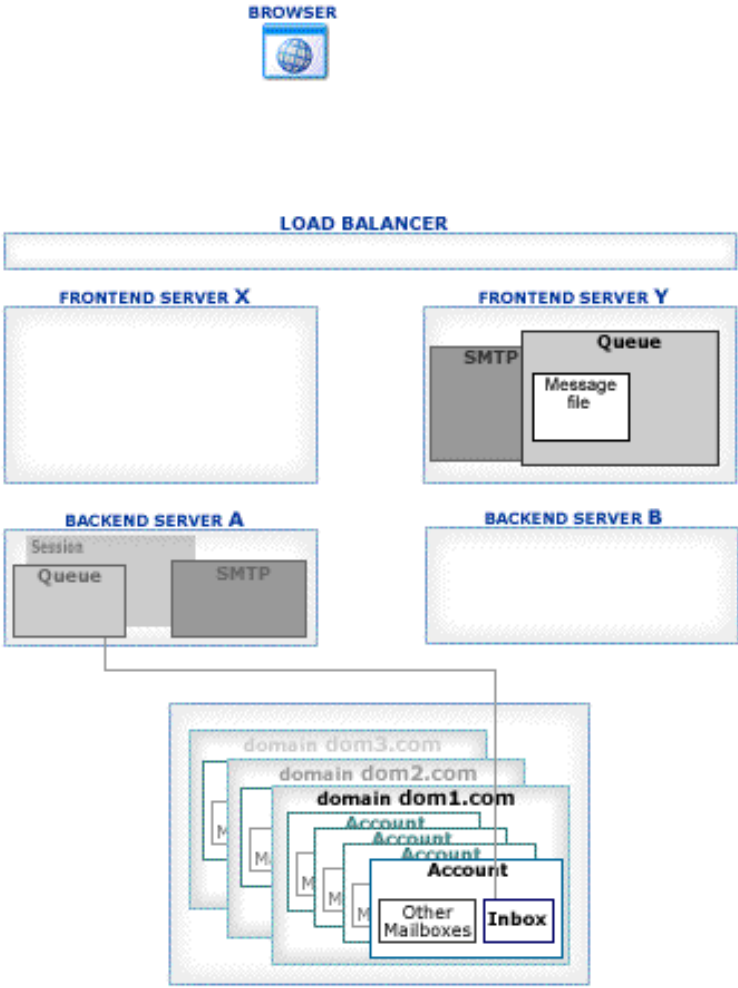 BROWSER
LOAD BALANCER
FRONTEND SERVER X
FRONTEND SERVER Y
SMTP
Queue
Message
file
BACKEND SERVER A
BACKEND SERVER B
Session
Queue
SMTP
domain dom3.com
domain dom2.com
domain dom1.com
Account
Account
Account
Account
M
M
M
M
M
Other
Mailboxes
Inbox